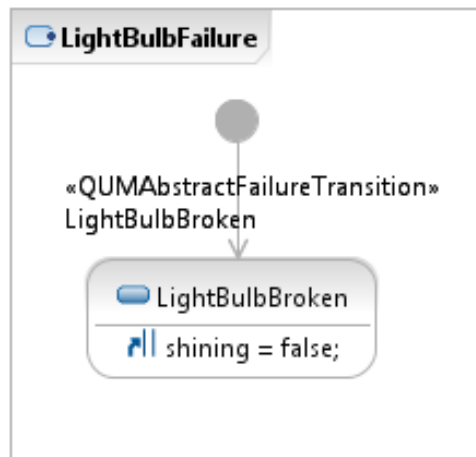 LightBulbFailure
«QUMAbstractFailureTransition»
LightBulbBroken
LightBulbBroken
shining = false;